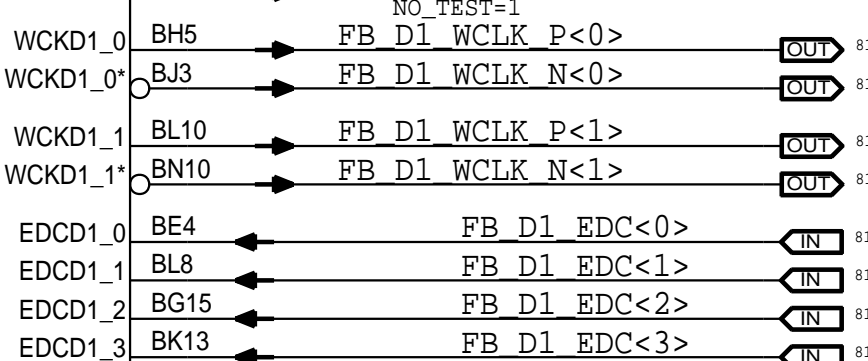 NO_TEST=1
WCKD1_0 BH5 FB_D1_WCLK_P<0> OUT
WCKD1_0* BJ3 FB_D1_WCLK_N<0> OUT
WCKD1_1 BL10 FB_D1_WCLK_P<1> OUT
WCKD1_1* BN10 FB_D1_WCLK_N<1> OUT
EDCD1_0 BE4 FB_D1_EDC<0> IN
EDCD1_1 BL8 FB_D1_EDC<1> IN
EDCD1_2 BG15 FB_D1_EDC<2> IN
EDCD1_3 BK13 FB_D1_EDC<3> IN